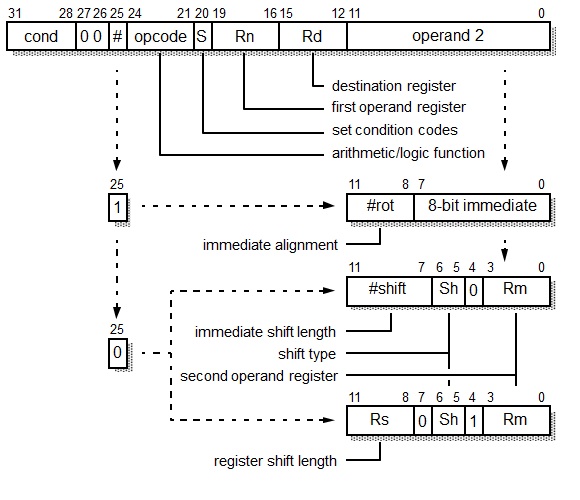 31 28 27 26 25 24 21 20 19 16 15 12 11 0
cond 0 0 # opcode S Rn Rd operand 2
destination register
first operand register
set condition codes
arithmetic/logic function
25 11 8 7 0
1 #rot 8-bit immediate
immediate alignment
11 7 6 5 4 3 0
#shift Sh 0 Rm
25 immediate shift length
0 shift type
second operand register
11 8 7 6 5 4 3 0
Rs 0 Sh 1 Rm
register shift length